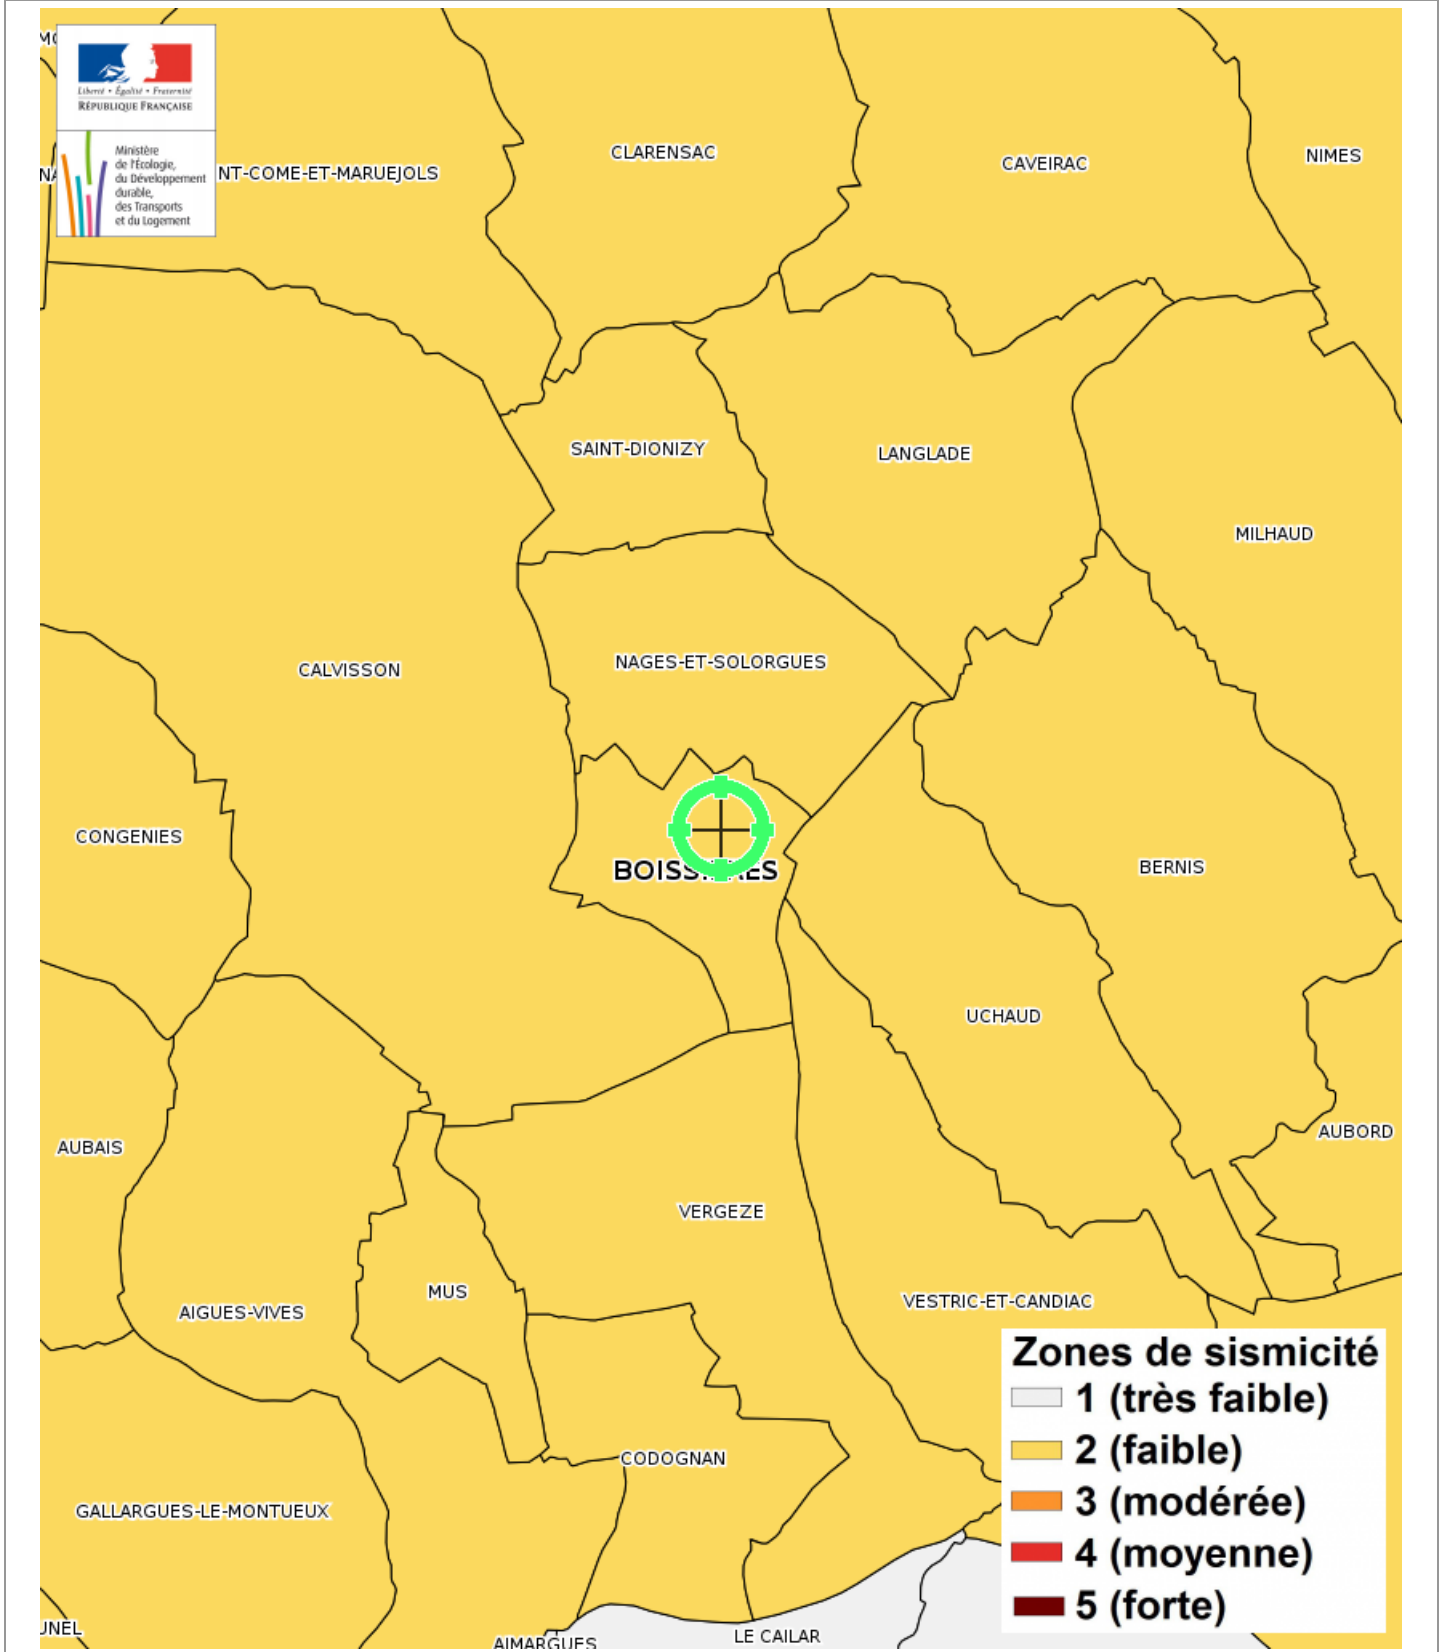 Liberté • Égalité • Fraternité
RÉPUBLIQUE FRANÇAISE
Ministère
de l'Écologie,
du Développement
durable,
des Transports
et du Logement
CLARENSAC
CAVEIRAC
NIMES
NT-COME-ET-MARUEJOLS
SAINT-DIONIZY
LANGLADE
MILHAUD
NAGES-ET-SOLORGUES
CALVISSON
CONGENIES
BERNIS
UCHAUD
AUBORD
AUBAIS
VERGEZE
MUS
VESTRIC-ET-CANDIAC
AIGUES-VIVES
CODOGNAN
GALLARGUES-LE-MONTUEUX
UNEL
AIMARGUES
LE CAILAR
Zones de sismicité
1 (très faible)
2 (faible)
3 (modérée)
4 (moyenne)
5 (forte)